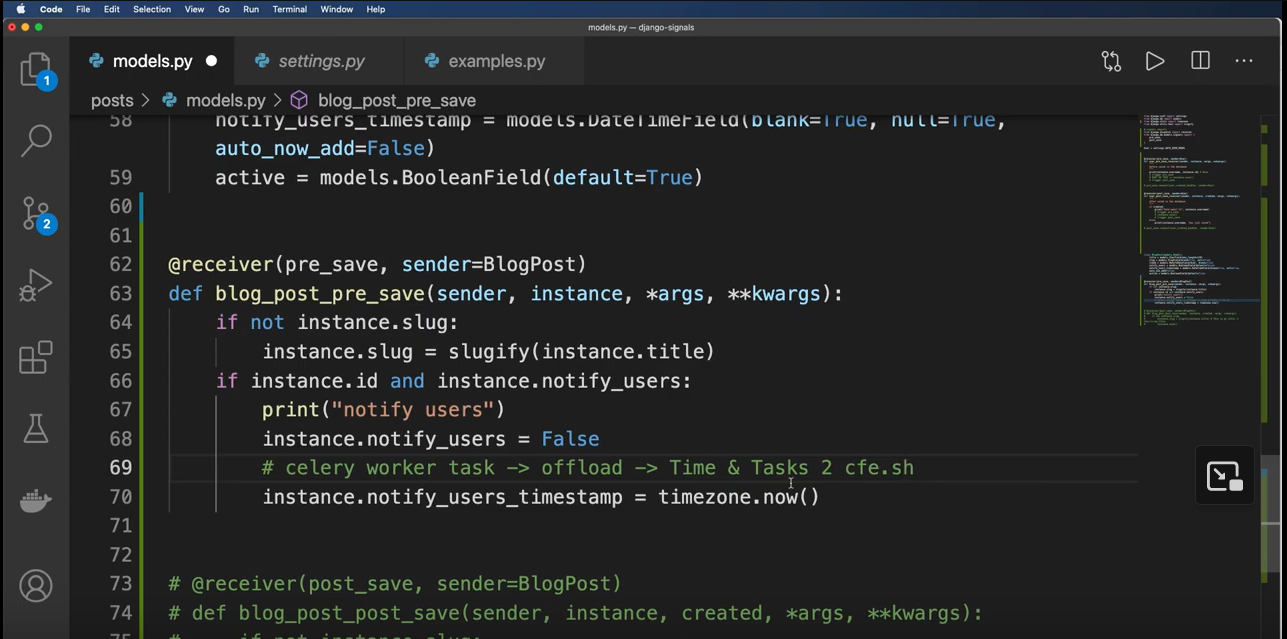 Code File Edit Selection View Go Run Terminal Window Help
models.py — django-signals
models.py settings.py examples.py
1
posts > models.py > blog_post_pre_save
58 notify_users_timestamp = models.DateTimeField(blank=True, null=True,
auto_now_add=False)
59 active = models.BooleanField(default=True)
60
2
61
62 @receiver(pre_save, sender=BlogPost)
63 def blog_post_pre_save(sender, instance, *args, **kwargs):
64 if not instance.slug:
65 instance.slug = slugify(instance.title)
66 if instance.id and instance.notify_users:
67 print("notify users")
68 instance.notify_users = False
69 # celery worker task -> offload -> Time & Tasks 2 cfe.sh
70 instance.notify_users_timestamp = timezone.now()
71
72
73 # @receiver(post_save, sender=BlogPost)
74 # def blog_post_post_save(sender, instance, created, *args, **kwargs):
75 # if not instance.slug: